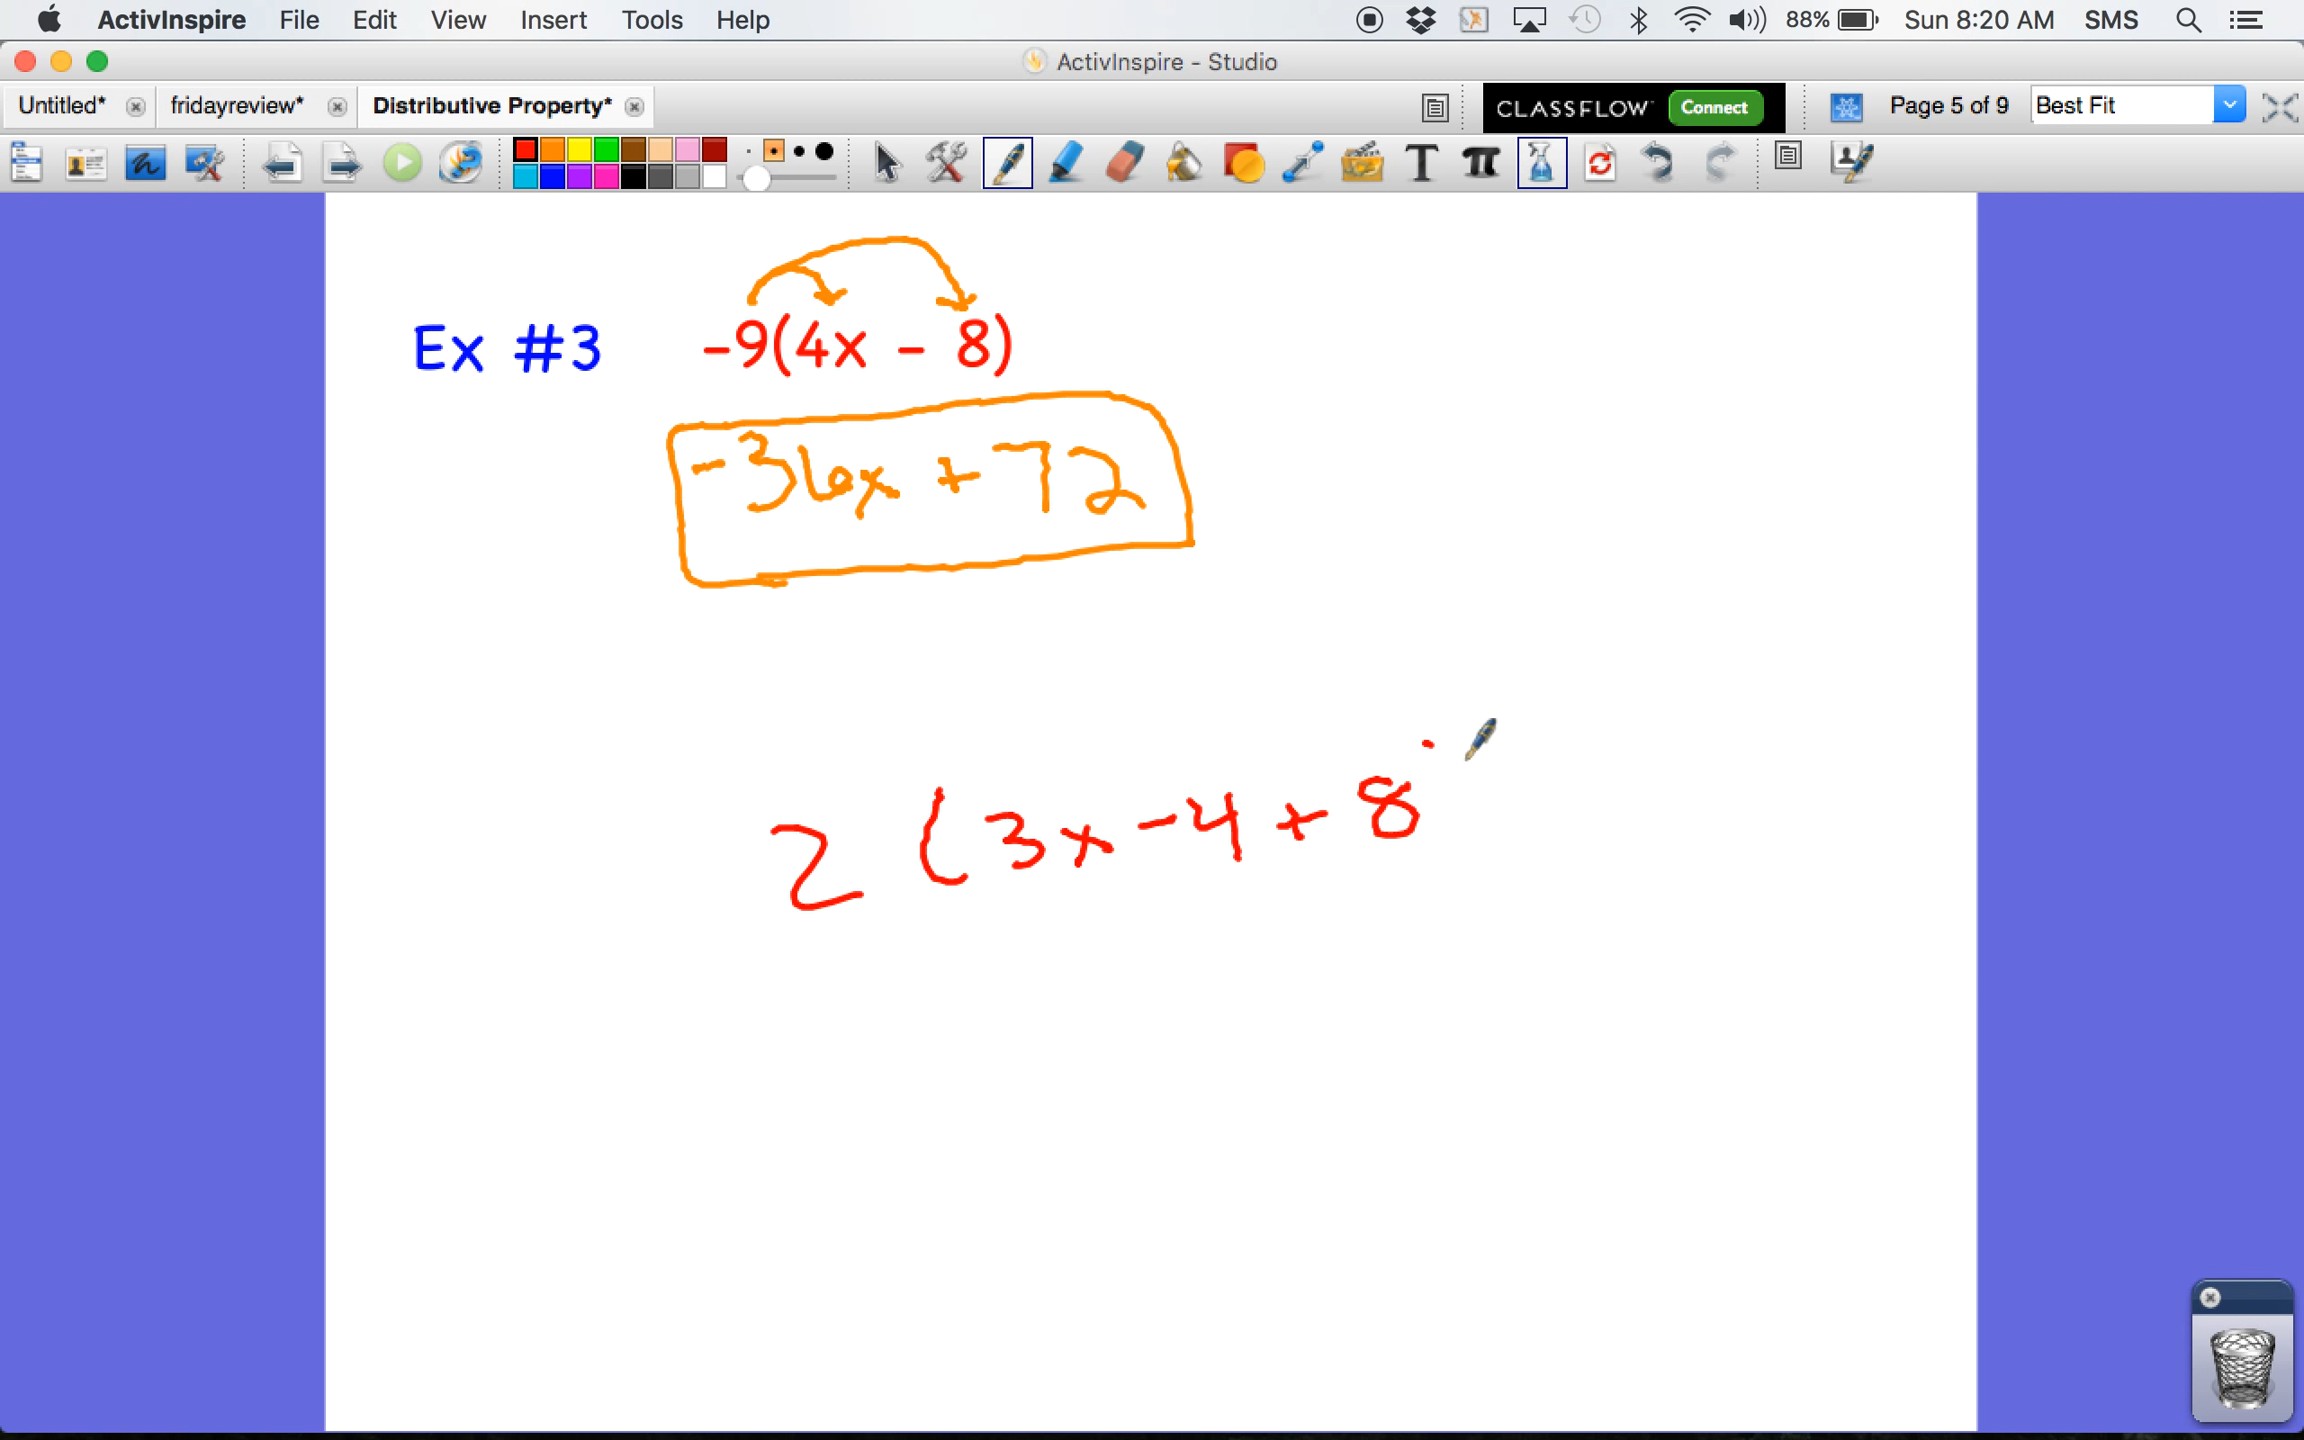 ActivInspire File Edit View Insert Tools Help 88% Sun 8:20 AM SMS
ActivInspire - Studio
Untitled* fridayreview* Distributive Property* CLASSFLOW Connect Page 5 of 9 Best Fit
T π
Ex #3 -9(4x - 8)
-36x + 72
2 (3x - 4 + 8